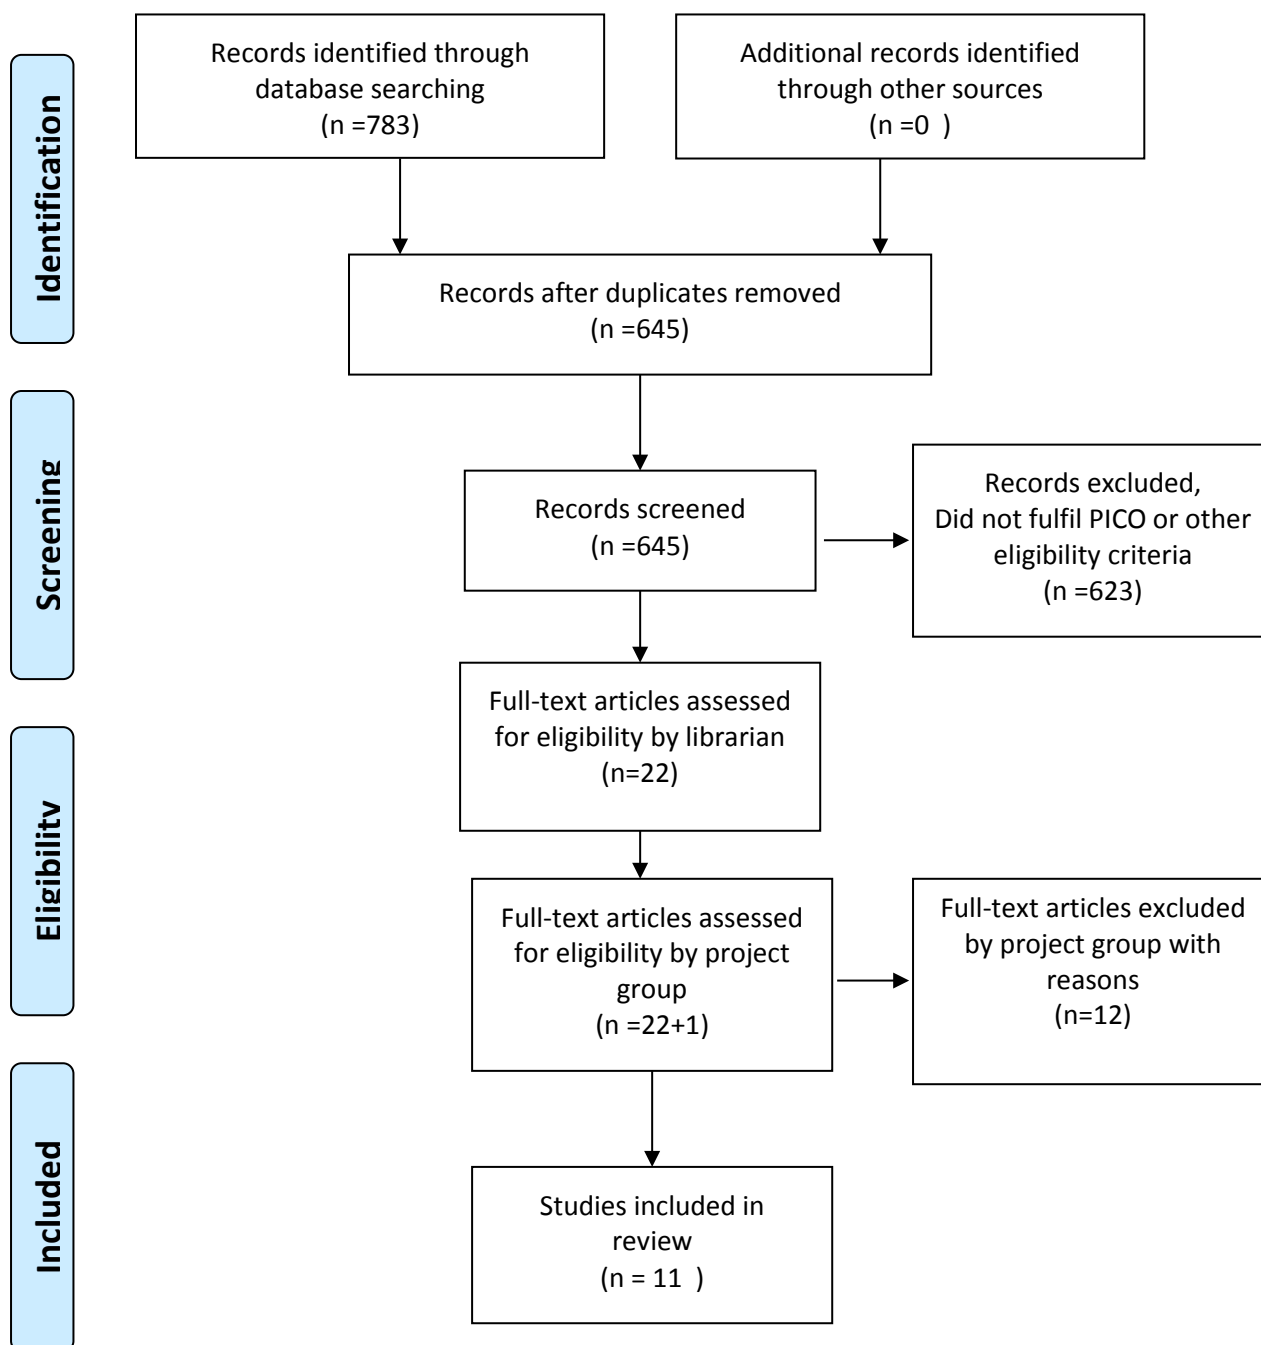 Identification
Records identified through
database searching
(n =783)
Additional records identified
through other sources
(n =0  )
Records after duplicates removed
(n =645)
Screening
Records screened
(n =645)
Records excluded,
Did not fulfil PICO or other
eligibility criteria
(n =623)
Full-text articles assessed
for eligibility by librarian
(n=22)
Eligibility
Full-text articles assessed
for eligibility by project
group
(n =22+1)
Full-text articles excluded
by project group with
reasons
(n=12)
Included
Studies included in
review
(n = 11  )